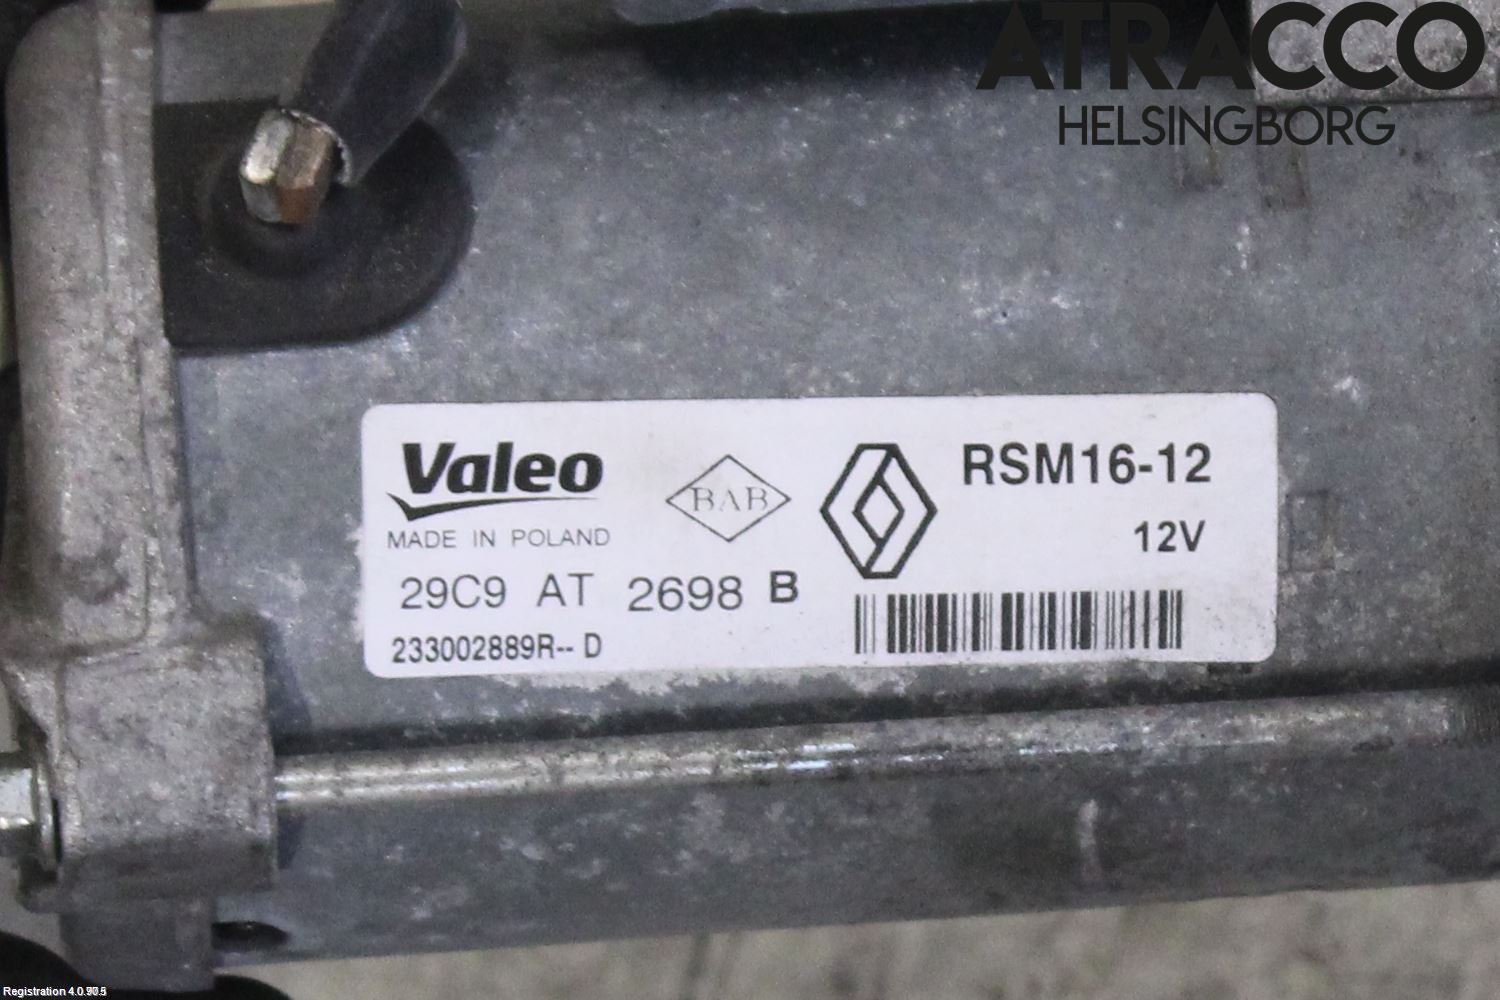 ATRACCO
HELSINGBORG
Valeo
MADE IN POLAND
BAB
RSM16-12
12V
29C9 AT 2698 B
233002889R-- D